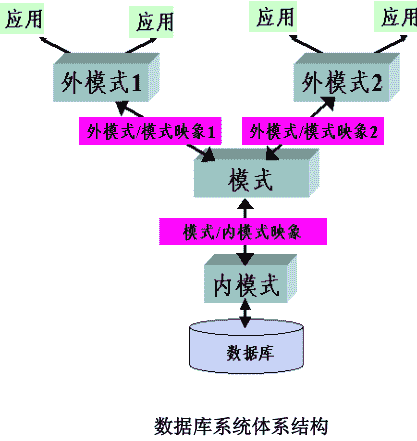 应用
应用
应用
应用
外模式1
外模式2
外模式/模式映象1
外模式/模式映象2
模式
模式/内模式映象
内模式
数据库
数据库系统体系结构